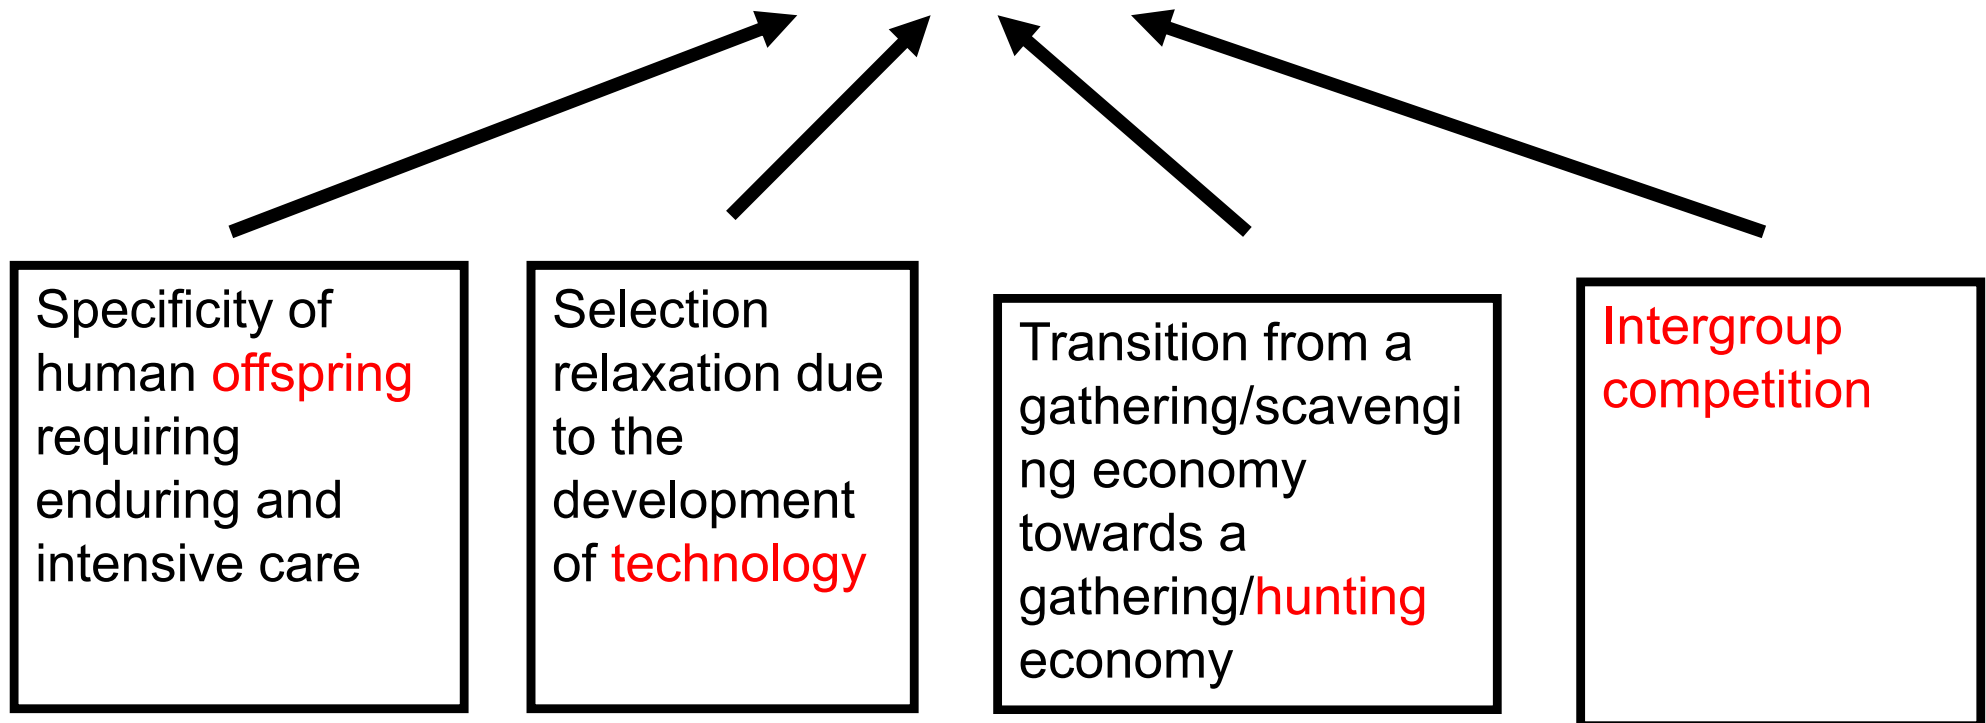 Specificity of
human offspring
requiring
enduring and
intensive care
Selection
relaxation due
to the
development
of technology
Transition from a
gathering/scavengi
ng economy
towards a
gathering/hunting
economy
Intergroup
competition